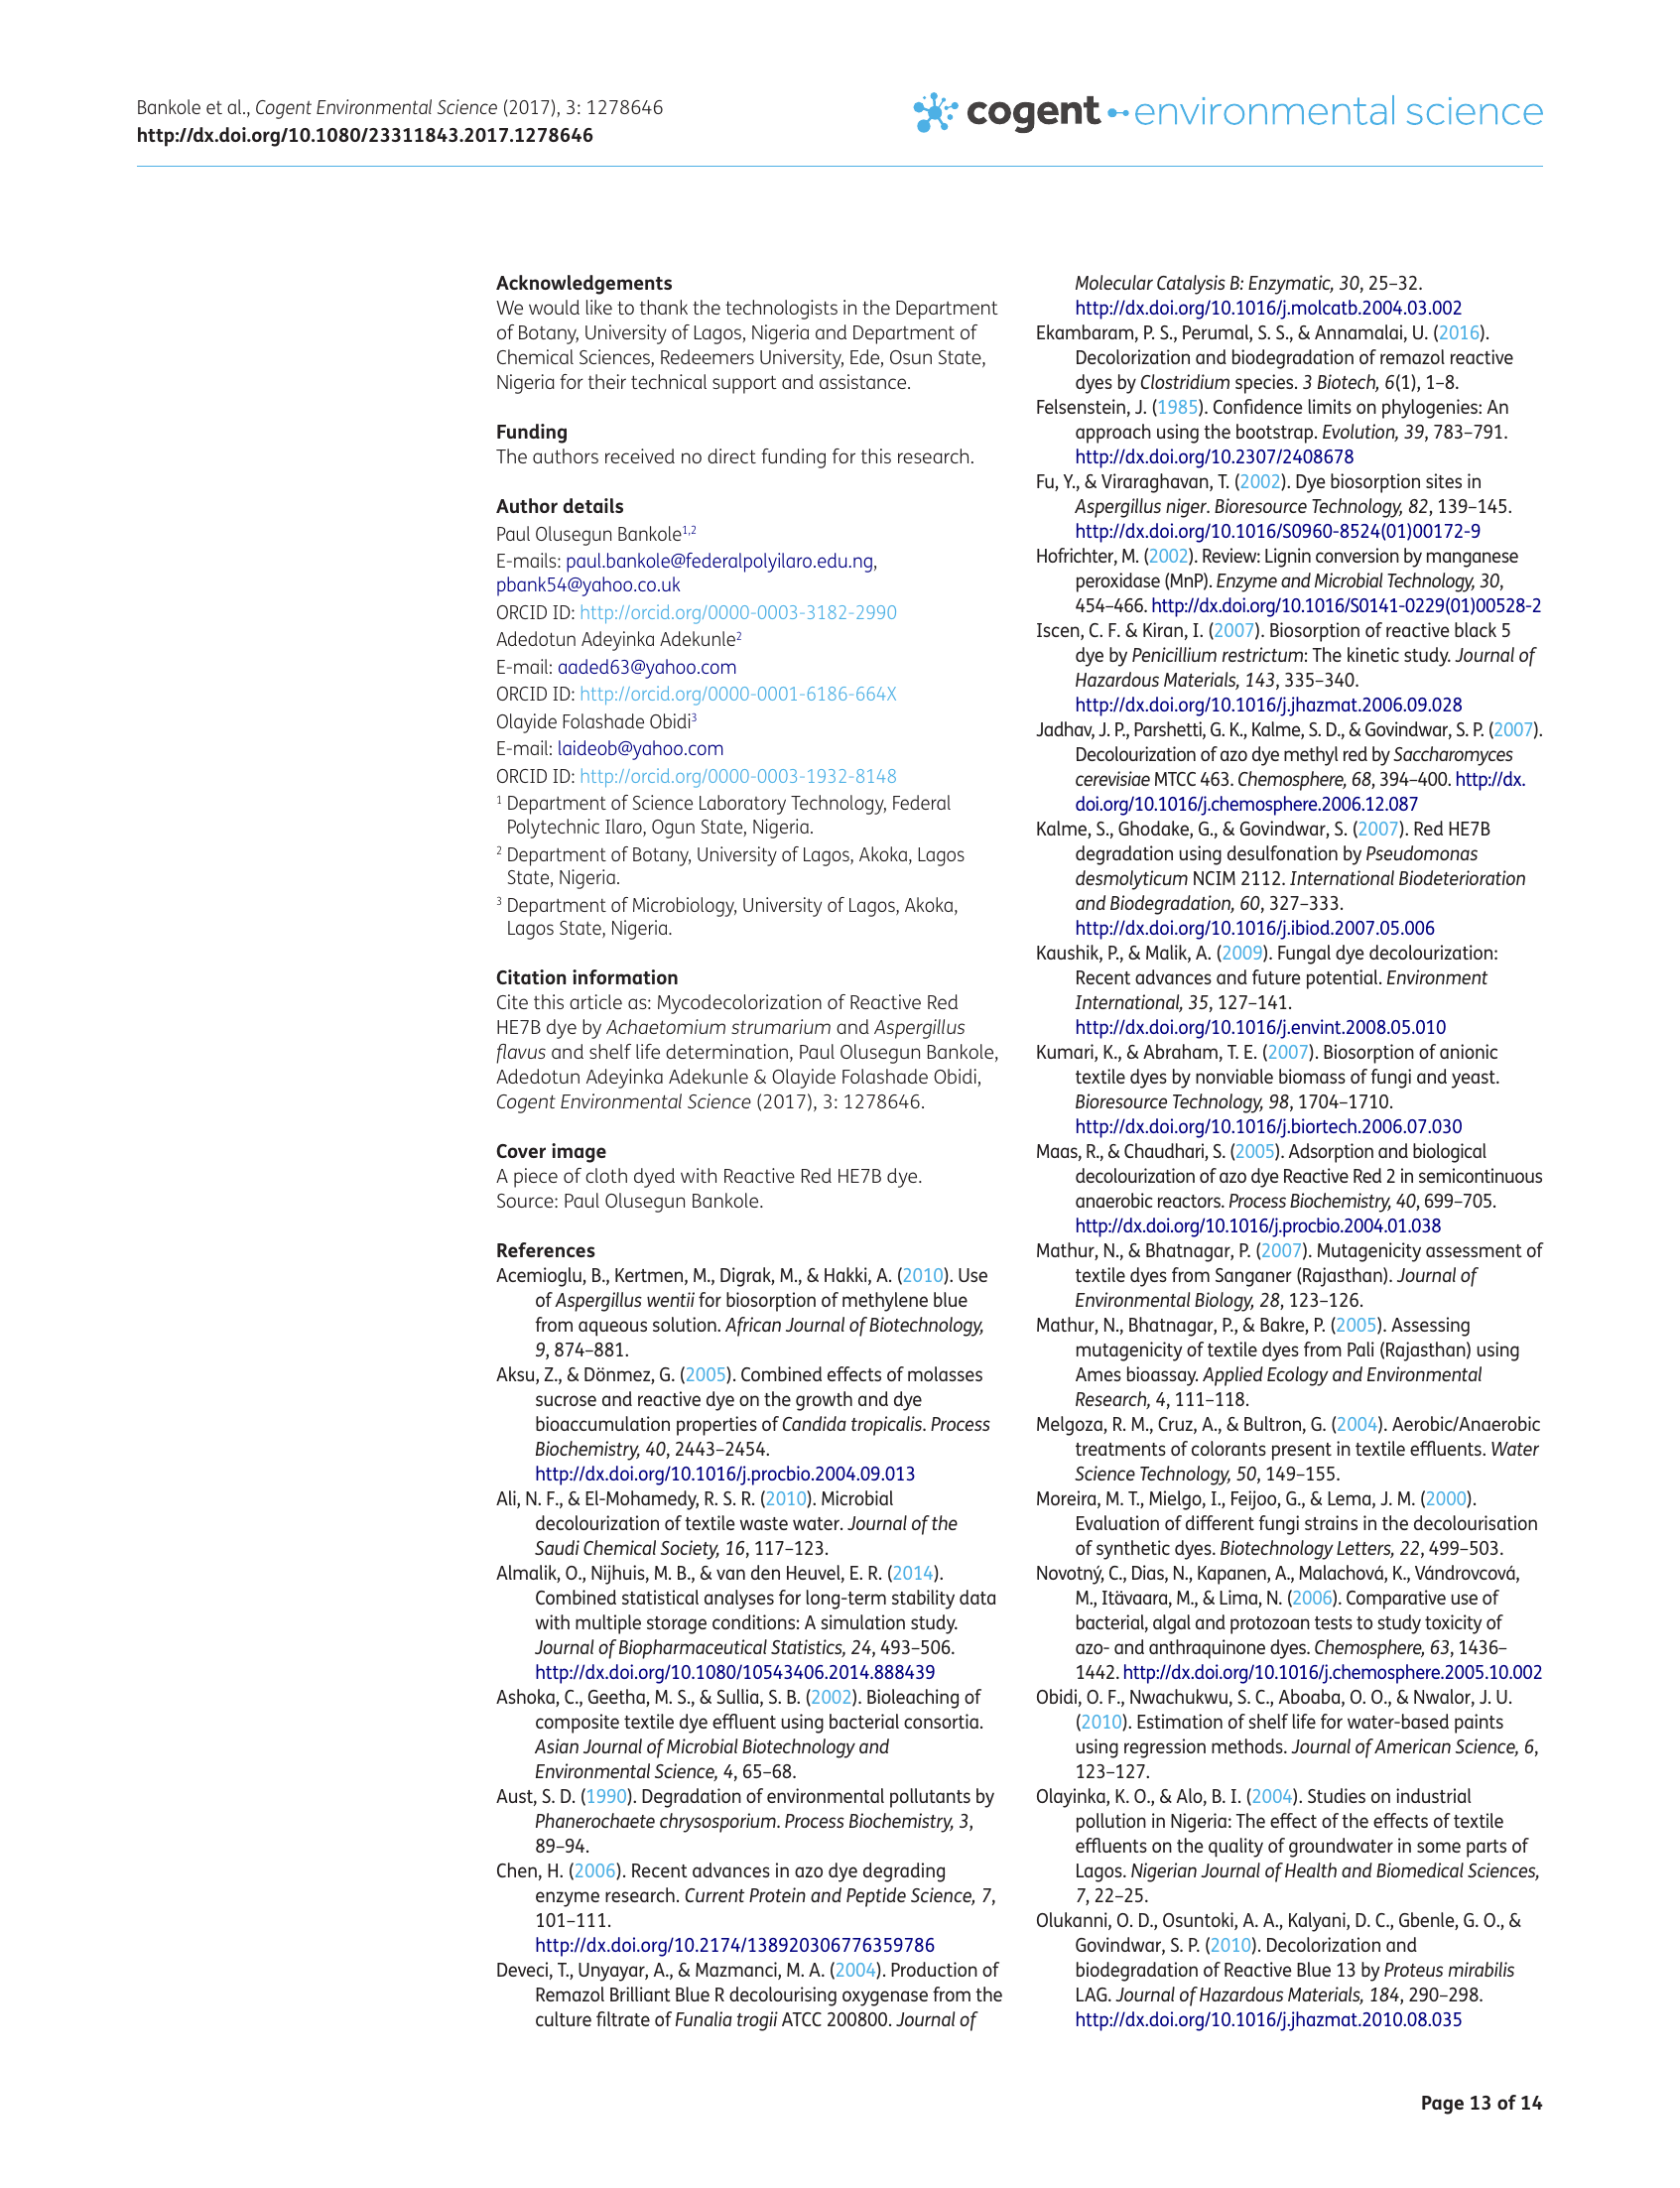 Bankole et al., Cogent Environmental Science (2017), 3: 1278646
http://dx.doi.org/10.1080/23311843.2017.1278646
cogent environmental science
Acknowledgements
We would like to thank the technologists in the Department
of Botany, University of Lagos, Nigeria and Department of
Chemical Sciences, Redeemers University, Ede, Osun State,
Nigeria for their technical support and assistance.
Funding
The authors received no direct funding for this research.
Author details
Paul Olusegun Bankole1,2
E-mails: paul.bankole@federalpolyilaro.edu.ng,
pbank54@yahoo.co.uk
ORCID ID: http://orcid.org/0000-0003-3182-2990
Adedotun Adeyinka Adekunle2
E-mail: aaded63@yahoo.com
ORCID ID: http://orcid.org/0000-0001-6186-664X
Olayide Folashade Obidi3
E-mail: laideob@yahoo.com
ORCID ID: http://orcid.org/0000-0003-1932-8148
1 Department of Science Laboratory Technology, Federal
Polytechnic Ilaro, Ogun State, Nigeria.
2 Department of Botany, University of Lagos, Akoka, Lagos
State, Nigeria.
3 Department of Microbiology, University of Lagos, Akoka,
Lagos State, Nigeria.
Citation information
Cite this article as: Mycodecolorization of Reactive Red
HE7B dye by Achaetomium strumarium and Aspergillus
flavus and shelf life determination, Paul Olusegun Bankole,
Adedotun Adeyinka Adekunle & Olayide Folashade Obidi,
Cogent Environmental Science (2017), 3: 1278646.
Cover image
A piece of cloth dyed with Reactive Red HE7B dye.
Source: Paul Olusegun Bankole.
References
Acemioglu, B., Kertmen, M., Digrak, M., & Hakki, A. (2010). Use
of Aspergillus wentii for biosorption of methylene blue
from aqueous solution. African Journal of Biotechnology,
9, 874–881.
Aksu, Z., & Dönmez, G. (2005). Combined effects of molasses
sucrose and reactive dye on the growth and dye
bioaccumulation properties of Candida tropicalis. Process
Biochemistry, 40, 2443–2454.
http://dx.doi.org/10.1016/j.procbio.2004.09.013
Ali, N. F., & El-Mohamedy, R. S. R. (2010). Microbial
decolourization of textile waste water. Journal of the
Saudi Chemical Society, 16, 117–123.
Almalik, O., Nijhuis, M. B., & van den Heuvel, E. R. (2014).
Combined statistical analyses for long-term stability data
with multiple storage conditions: A simulation study.
Journal of Biopharmaceutical Statistics, 24, 493–506.
http://dx.doi.org/10.1080/10543406.2014.888439
Ashoka, C., Geetha, M. S., & Sullia, S. B. (2002). Bioleaching of
composite textile dye effluent using bacterial consortia.
Asian Journal of Microbial Biotechnology and
Environmental Science, 4, 65–68.
Aust, S. D. (1990). Degradation of environmental pollutants by
Phanerochaete chrysosporium. Process Biochemistry, 3,
89–94.
Chen, H. (2006). Recent advances in azo dye degrading
enzyme research. Current Protein and Peptide Science, 7,
101–111.
http://dx.doi.org/10.2174/138920306776359786
Deveci, T., Unyayar, A., & Mazmanci, M. A. (2004). Production of
Remazol Brilliant Blue R decolourising oxygenase from the
culture filtrate of Funalia trogii ATCC 200800. Journal of
Molecular Catalysis B: Enzymatic, 30, 25–32.
http://dx.doi.org/10.1016/j.molcatb.2004.03.002
Ekambaram, P. S., Perumal, S. S., & Annamalai, U. (2016).
Decolorization and biodegradation of remazol reactive
dyes by Clostridium species. 3 Biotech, 6(1), 1–8.
Felsenstein, J. (1985). Confidence limits on phylogenies: An
approach using the bootstrap. Evolution, 39, 783–791.
http://dx.doi.org/10.2307/2408678
Fu, Y., & Viraraghavan, T. (2002). Dye biosorption sites in
Aspergillus niger. Bioresource Technology, 82, 139–145.
http://dx.doi.org/10.1016/S0960-8524(01)00172-9
Hofrichter, M. (2002). Review: Lignin conversion by manganese
peroxidase (MnP). Enzyme and Microbial Technology, 30,
454–466. http://dx.doi.org/10.1016/S0141-0229(01)00528-2
Iscen, C. F. & Kiran, I. (2007). Biosorption of reactive black 5
dye by Penicillium restrictum: The kinetic study. Journal of
Hazardous Materials, 143, 335–340.
http://dx.doi.org/10.1016/j.jhazmat.2006.09.028
Jadhav, J. P., Parshetti, G. K., Kalme, S. D., & Govindwar, S. P. (2007).
Decolourization of azo dye methyl red by Saccharomyces
cerevisiae MTCC 463. Chemosphere, 68, 394–400. http://dx.
doi.org/10.1016/j.chemosphere.2006.12.087
Kalme, S., Ghodake, G., & Govindwar, S. (2007). Red HE7B
degradation using desulfonation by Pseudomonas
desmolyticum NCIM 2112. International Biodeterioration
and Biodegradation, 60, 327–333.
http://dx.doi.org/10.1016/j.ibiod.2007.05.006
Kaushik, P., & Malik, A. (2009). Fungal dye decolourization:
Recent advances and future potential. Environment
International, 35, 127–141.
http://dx.doi.org/10.1016/j.envint.2008.05.010
Kumari, K., & Abraham, T. E. (2007). Biosorption of anionic
textile dyes by nonviable biomass of fungi and yeast.
Bioresource Technology, 98, 1704–1710.
http://dx.doi.org/10.1016/j.biortech.2006.07.030
Maas, R., & Chaudhari, S. (2005). Adsorption and biological
decolourization of azo dye Reactive Red 2 in semicontinuous
anaerobic reactors. Process Biochemistry, 40, 699–705.
http://dx.doi.org/10.1016/j.procbio.2004.01.038
Mathur, N., & Bhatnagar, P. (2007). Mutagenicity assessment of
textile dyes from Sanganer (Rajasthan). Journal of
Environmental Biology, 28, 123–126.
Mathur, N., Bhatnagar, P., & Bakre, P. (2005). Assessing
mutagenicity of textile dyes from Pali (Rajasthan) using
Ames bioassay. Applied Ecology and Environmental
Research, 4, 111–118.
Melgoza, R. M., Cruz, A., & Bultron, G. (2004). Aerobic/Anaerobic
treatments of colorants present in textile effluents. Water
Science Technology, 50, 149–155.
Moreira, M. T., Mielgo, I., Feijoo, G., & Lema, J. M. (2000).
Evaluation of different fungi strains in the decolourisation
of synthetic dyes. Biotechnology Letters, 22, 499–503.
Novotný, C., Dias, N., Kapanen, A., Malachová, K., Vándrovcová,
M., Itävaara, M., & Lima, N. (2006). Comparative use of
bacterial, algal and protozoan tests to study toxicity of
azo- and anthraquinone dyes. Chemosphere, 63, 1436–
1442. http://dx.doi.org/10.1016/j.chemosphere.2005.10.002
Obidi, O. F., Nwachukwu, S. C., Aboaba, O. O., & Nwalor, J. U.
(2010). Estimation of shelf life for water-based paints
using regression methods. Journal of American Science, 6,
123–127.
Olayinka, K. O., & Alo, B. I. (2004). Studies on industrial
pollution in Nigeria: The effect of the effects of textile
effluents on the quality of groundwater in some parts of
Lagos. Nigerian Journal of Health and Biomedical Sciences,
7, 22–25.
Olukanni, O. D., Osuntoki, A. A., Kalyani, D. C., Gbenle, G. O., &
Govindwar, S. P. (2010). Decolorization and
biodegradation of Reactive Blue 13 by Proteus mirabilis
LAG. Journal of Hazardous Materials, 184, 290–298.
http://dx.doi.org/10.1016/j.jhazmat.2010.08.035
Page 13 of 14